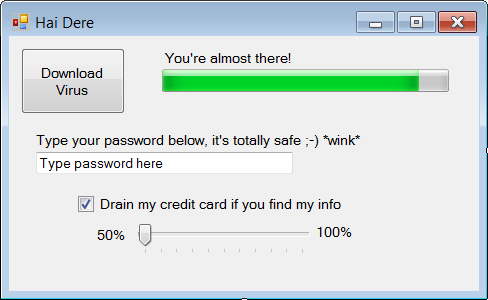 Hai Dere
Download
Virus
You're almost there!
Type your password below, it's totally safe ;-) *wink*
Type password here
Drain my credit card if you find my info
50%
100%